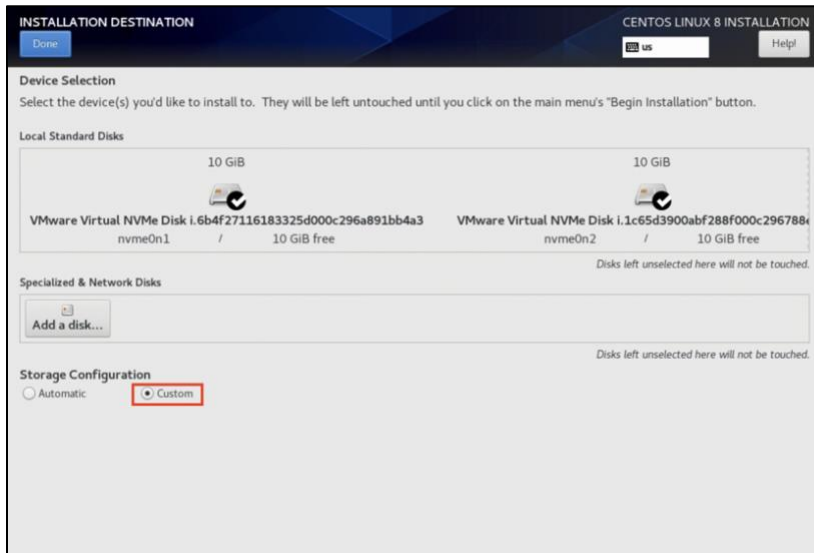 INSTALLATION DESTINATION
CENTOS LINUX 8 INSTALLATION
Done
us
Help!
Device Selection
Select the device(s) you'd like to install to. They will be left untouched until you click on the main menu's "Begin Installation" button.
Local Standard Disks
10 GiB
10 GiB
VMware Virtual NVMe Disk i.6b4f27116183325d000c296a891bb4a3
VMware Virtual NVMe Disk i.1c65d3900abf288f000c296788
nvme0n1 / 10 GiB free
nvme0n2 / 10 GiB free
Disks left unselected here will not be touched.
Specialized & Network Disks
Add a disk...
Disks left unselected here will not be touched.
Storage Configuration
Automatic
Custom